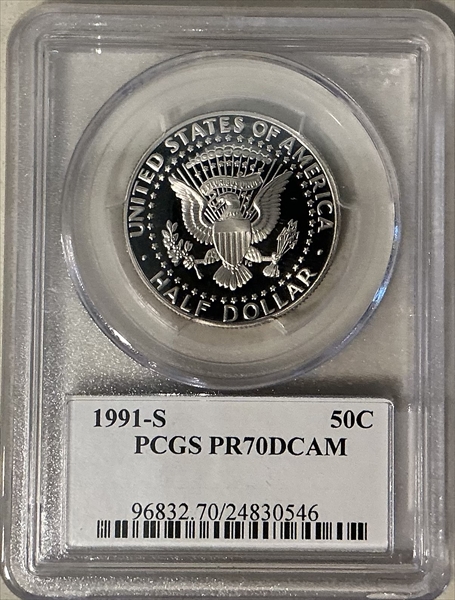 UNITED STATES OF AMERICA
HALF DOLLAR
1991-S 50C
PCGS PR70DCAM
96832.70/24830546